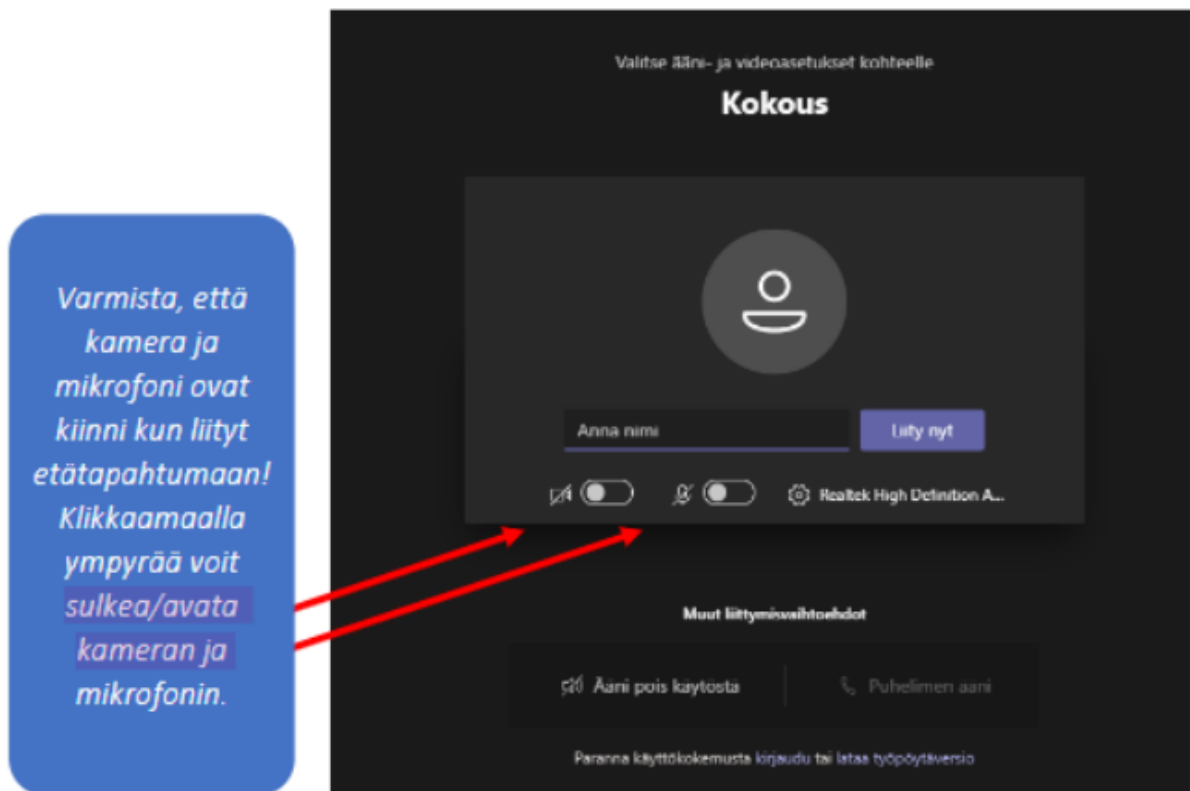 Valitse ääni- ja videoasetukset kohteelle
Kokous
Varmista, että
kamera ja
mikrofoni ovat
kiinni kun liityt
etätapahtumaan!
Klikkaamaalla
ympyrää voit
sulkea/avata
kameran ja
mikrofonin.
Anna nimi
Liity nyt
Realtek High Definition A...
Muut liittymisvaihtoehdot
Ääni pois käytöstä
Puhelimen ääni
Paranna käyttökokemusta kirjaudu tai lataa työpöytäversio